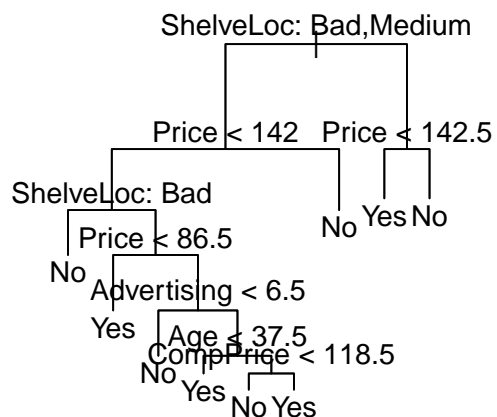 ShelveLoc: Bad,Medium
Price < 142
Price < 142.5
ShelveLoc: Bad
Yes
No
No
Price < 86.5
No
Advertising < 6.5
Yes
Age < 37.5
CompPrice < 118.5
No
Yes
No
Yes